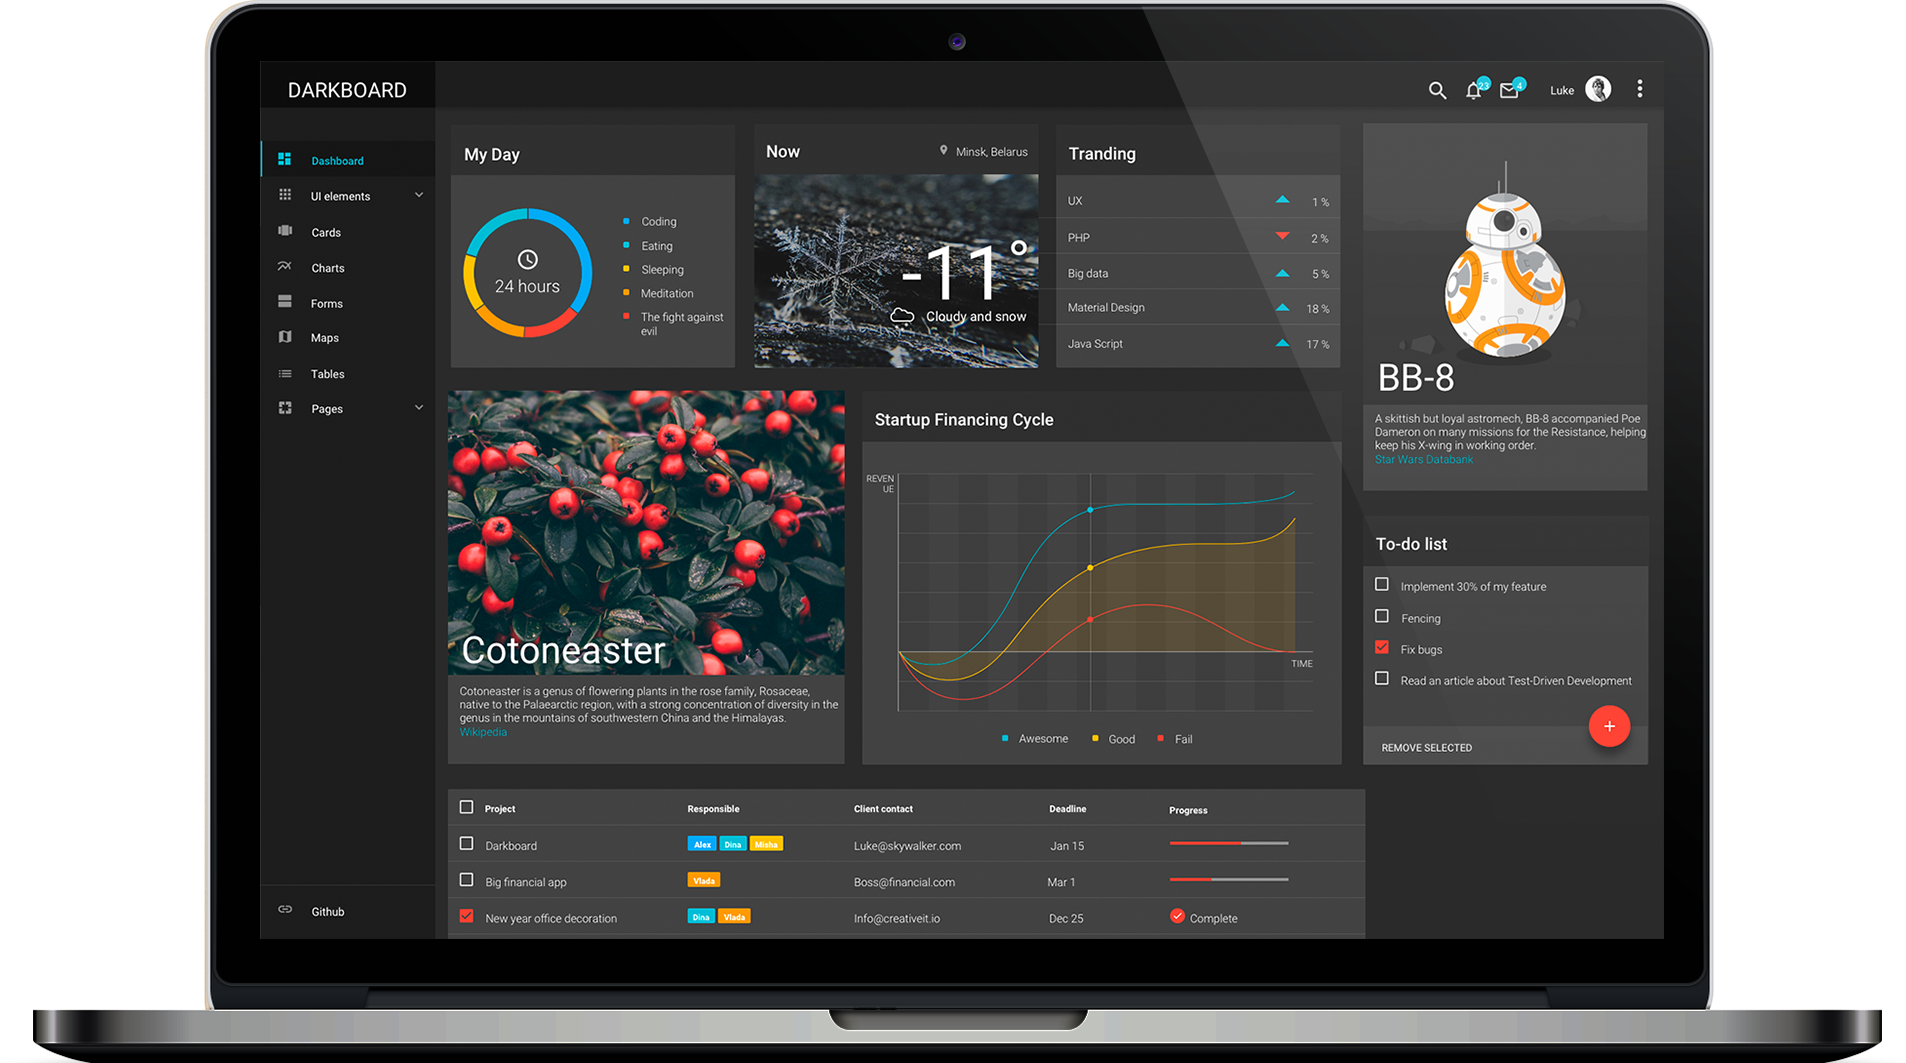 DARKBOARD
23
4
Luke
Dashboard
UI elements
Cards
Charts
Forms
Maps
Tables
Pages
Github
My Day
24 hours
Coding
Eating
Sleeping
Meditation
The fight against
evil
Now
Minsk, Belarus
-11°
Cloudy and snow
Tranding
UX 1 %
PHP 2 %
Big data 5 %
Material Design 18 %
Java Script 17 %
BB-8
A skittish but loyal astromech, BB-8 accompanied Poe
Dameron on many missions for the Resistance, helping
keep his X-wing in working order.
Star Wars Databank
Cotoneaster
Cotoneaster is a genus of flowering plants in the rose family, Rosaceae,
native to the Palaearctic region, with a strong concentration of diversity in the
genus in the mountains of southwestern China and the Himalayas.
Wikipedia
Startup Financing Cycle
REVEN
UE
TIME
Awesome Good Fail
To-do list
Implement 30% of my feature
Fencing
Fix bugs
Read an article about Test-Driven Development
REMOVE SELECTED
Project Responsible Client contact Deadline Progress
Darkboard Alex Dina Misha Luke@skywalker.com Jan 15
Big financial app Vlada Boss@financial.com Mar 1
New year office decoration Dina Vlada Info@creativeit.io Dec 25 Complete